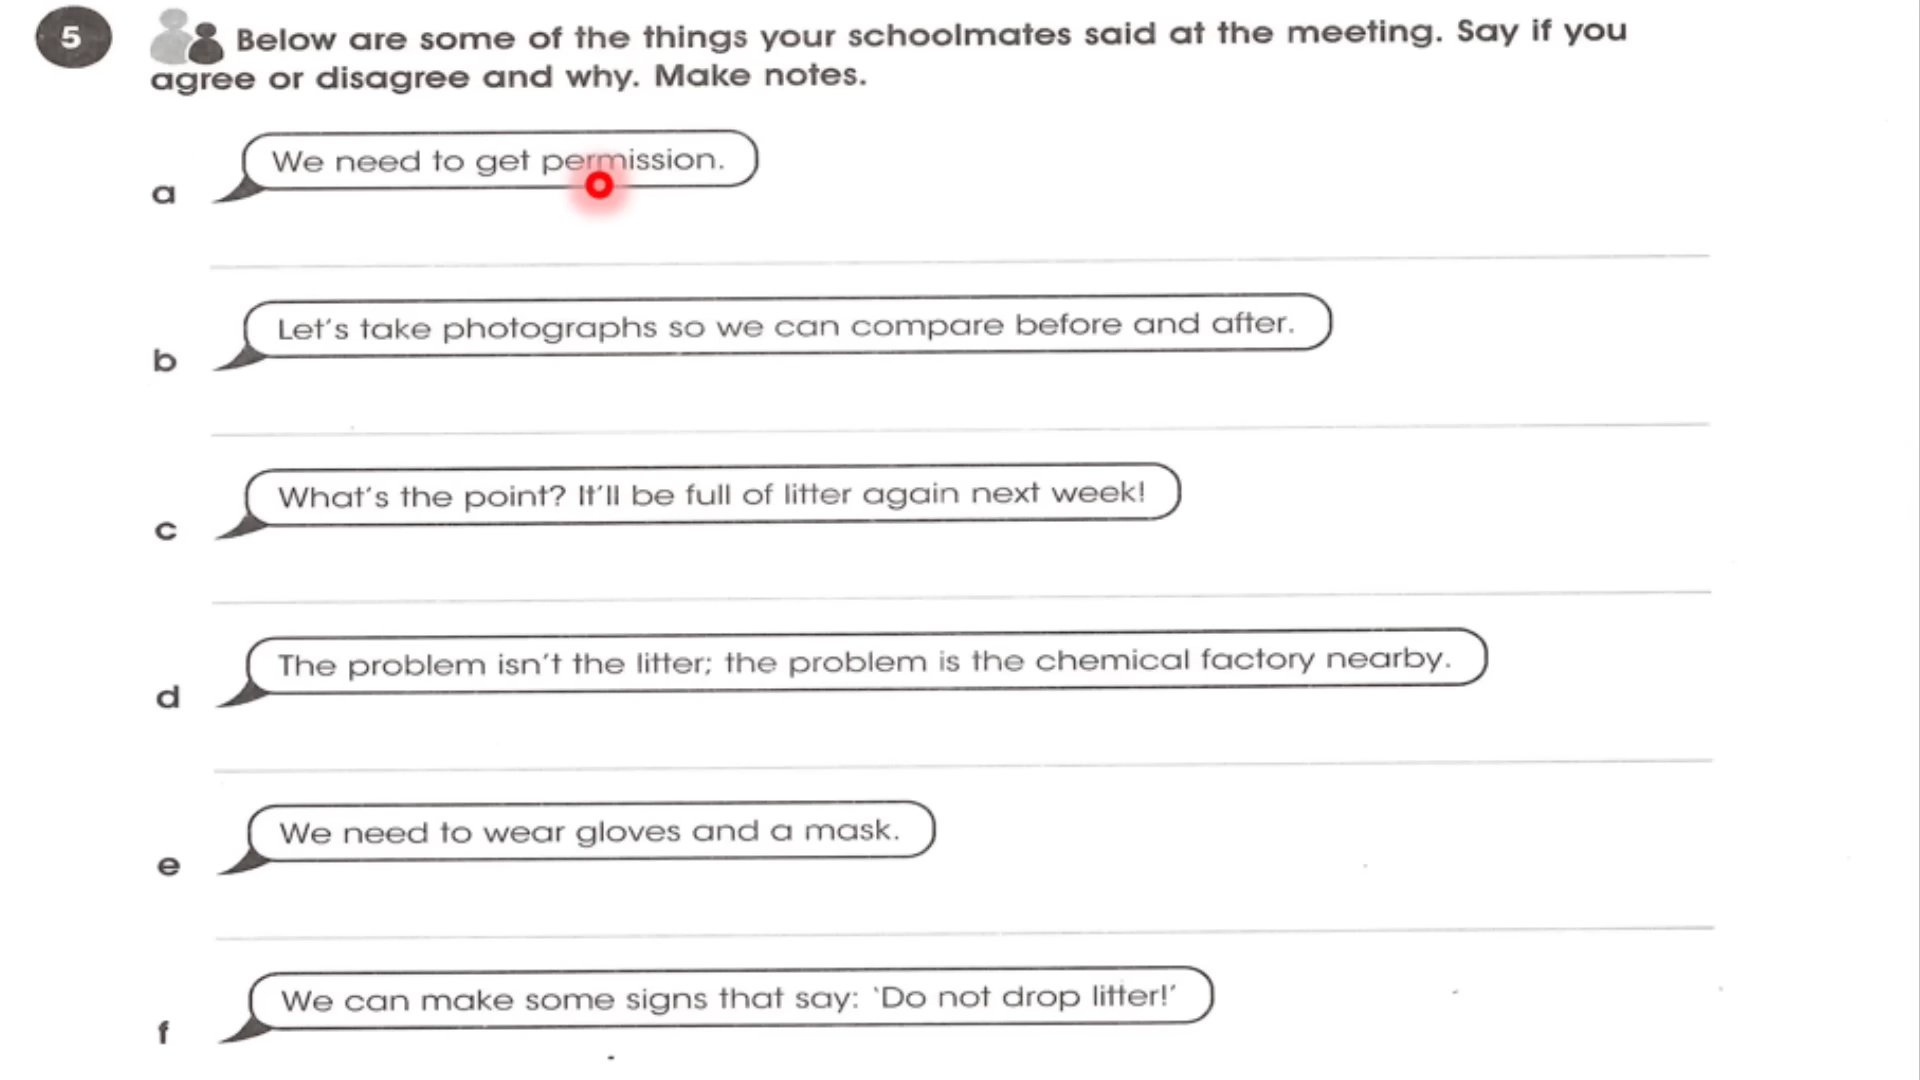 5 Below are some of the things your schoolmates said at the meeting. Say if you
agree or disagree and why. Make notes.
We need to get permission.
a
Let's take photographs so we can compare before and after.
b
What's the point? It'll be full of litter again next week!
c
The problem isn't the litter; the problem is the chemical factory nearby.
d
We need to wear gloves and a mask.
e
We can make some signs that say: 'Do not drop litter!'
f